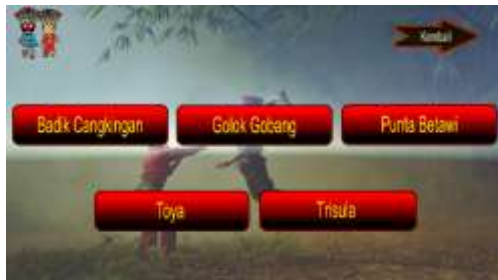 Kembali
Badik Cangkingan
Golok Gobang
Punta Betawi
Toya
Trisula